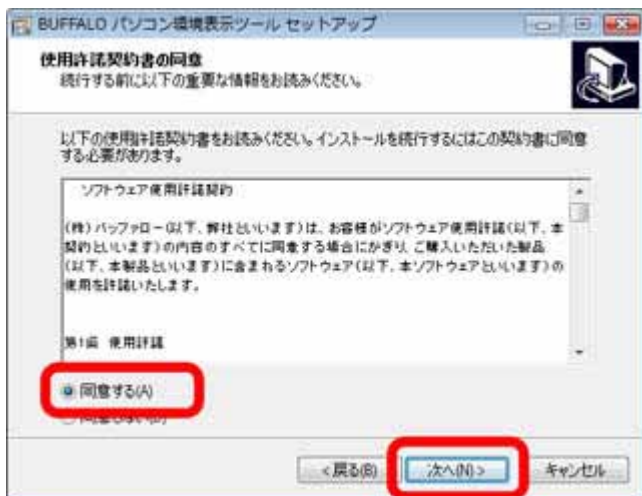 BUFFALO パソコン環境表示ツール セットアップ
使用許諾契約書の同意
続行する前に以下の重要な情報をお読みください。
以下の使用許諾契約書をお読みください。インストールを続行するにはこの契約書に同意
する必要があります。
ソフトウェア使用許諾契約
(株)バッファロー(以下、弊社といいます)は、お客様がソフトウェア使用許諾(以下、本
契約といいます)の内容のすべてに同意する場合にかぎり、ご購入いただいた製品
(以下、本製品といいます)に含まれるソフトウェア(以下、本ソフトウェアといいます)の
使用を許諾いたします。
第1条 使用許諾
同意する(A)
同意しない(D)
< 戻る(B)
次へ(N) >
キャンセル